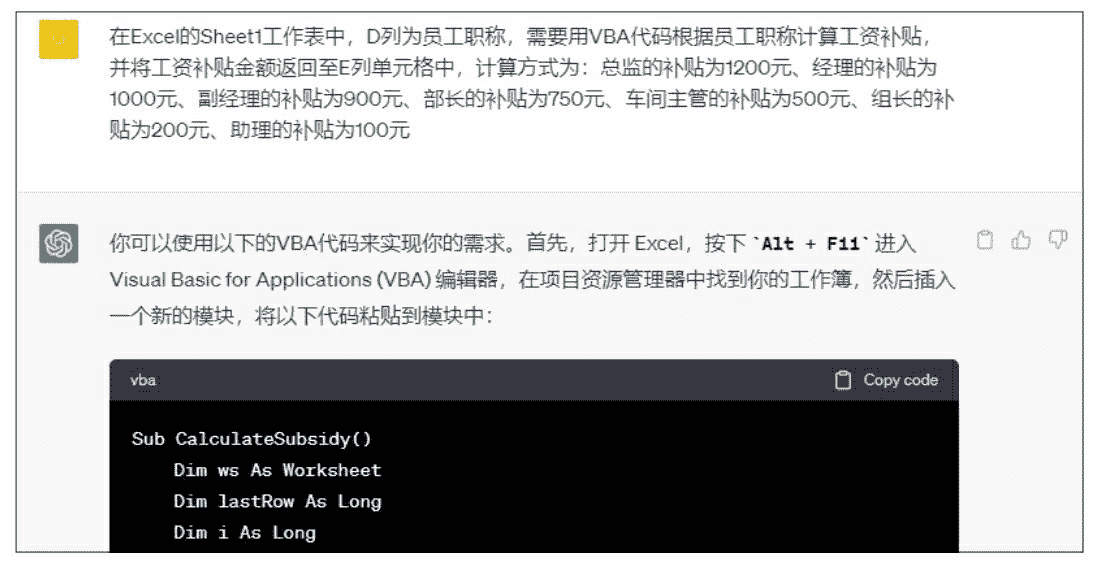 在Excel的Sheet1工作表中，D列为员工职称，需要用VBA代码根据员工职称计算工资补贴，
并将工资补贴金额返回至E列单元格中，计算方式为：总监的补贴为1200元、经理的补贴为
1000元、副经理的补贴为900元、部长的补贴为750元、车间主管的补贴为500元、组长的补
贴为200元、助理的补贴为100元
你可以使用以下的VBA代码来实现你的需求。首先，打开 Excel，按下 `Alt + F11` 进入
Visual Basic for Applications (VBA) 编辑器，在项目资源管理器中找到你的工作簿，然后插入
一个新的模块，将以下代码粘贴到模块中：
vba Copy code
Sub CalculateSubsidy()
Dim ws As Worksheet
Dim lastRow As Long
Dim i As Long